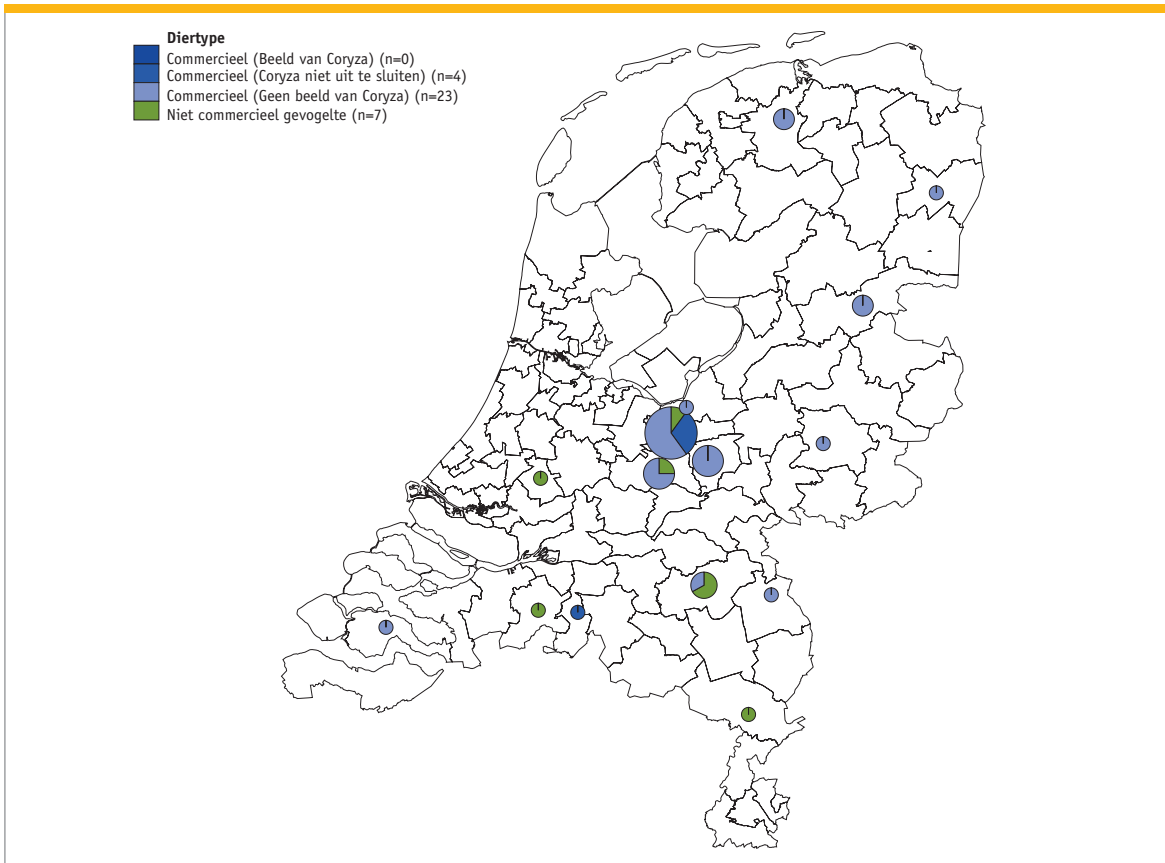 Diertype
Commercieel (Beeld van Coryza) (n=0)
Commercieel (Coryza niet uit te sluiten) (n=4)
Commercieel (Geen beeld van Coryza) (n=23)
Niet commercieel gevogelte (n=7)